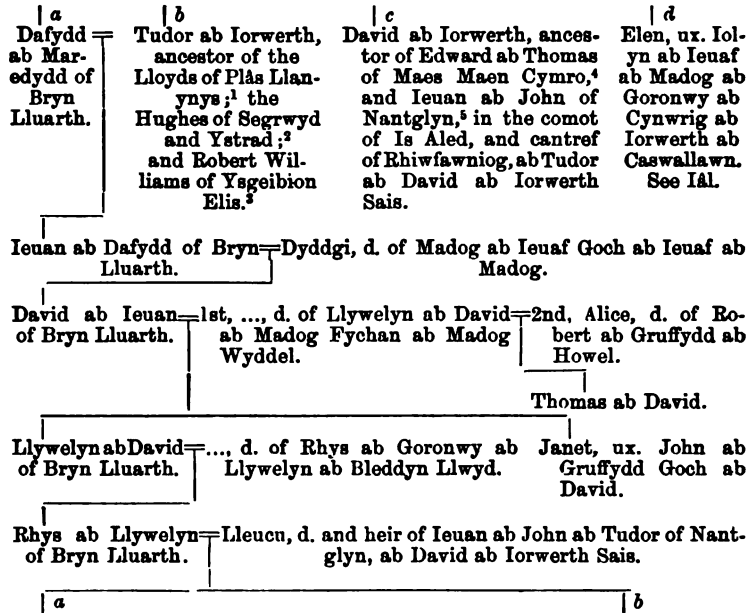 a
Dafydd =
ab Mar-
edydd of
Bryn
Lluarth.
b
Tudor ab Iorwerth,
ancestor of the
Lloyds of Plâs Llan-
ynys;¹ the
Hughes of Segrwyd
and Ystrad;²
and Robert Wil-
liams of Ysgeibion
Elis.³
c
David ab Iorwerth, ances-
tor of Edward ab Thomas
of Maes Maen Cymro,⁴
and Ieuan ab John of
Nantglyn,⁵ in the comot
of Is Aled, and cantref
of Rhiwfawniog, ab Tudor
ab David ab Iorwerth
Sais.
d
Elen, ux. Iol-
yn ab Ieuaf
ab Madog ab
Goronwy ab
Cynwrig ab
Iorwerth ab
Caswallawn.
See IÂL.
Ieuan ab Dafydd of Bryn=Dyddgi, d. of Madog ab Ieuaf Goch ab Ieuaf ab
Lluarth. Madog.
David ab Ieuan=1st, ..., d. of Llywelyn ab David=2nd, Alice, d. of Ro-
of Bryn Lluarth. ab Madog Fychan ab Madog bert ab Gruffydd ab
Wyddel. Howel.
Thomas ab David.
Llywelyn ab David=..., d. of Rhys ab Goronwy ab Janet, ux. John ab
of Bryn Lluarth. Llywelyn ab Bleddyn Llwyd. Gruffydd Goch ab
David.
Rhys ab Llywelyn=Lleucu, d. and heir of Ieuan ab John ab Tudor of Nant-
of Bryn Lluarth. glyn, ab David ab Iorwerth Sais.
a b